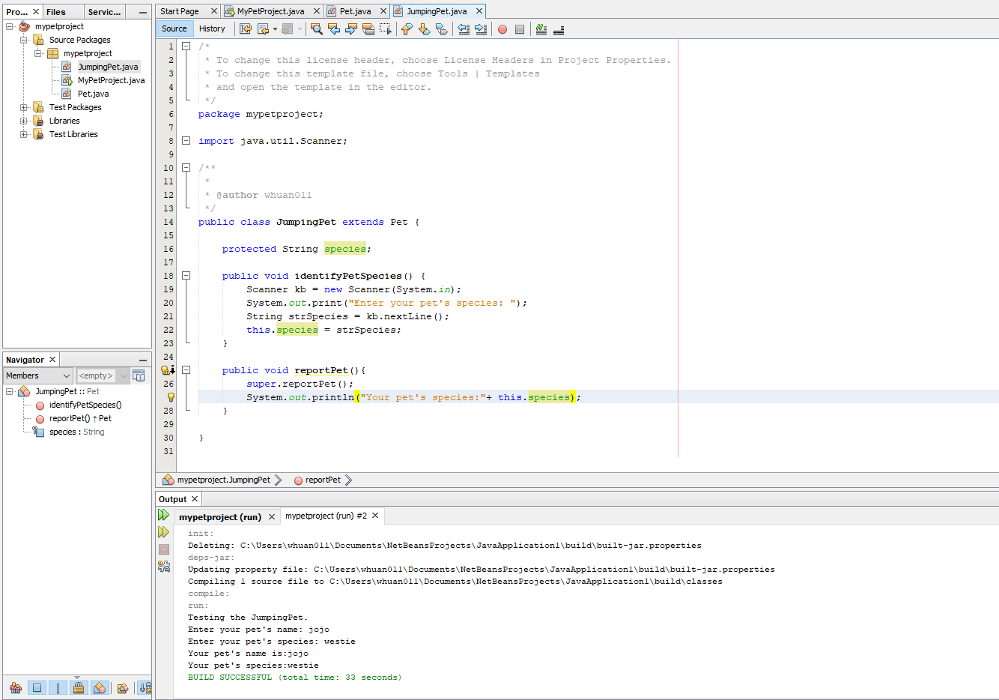 Pro...
Files
Servic...
mypetproject
Source Packages
mypetproject
JumpingPet.java
MyPetProject.java
Pet.java
Test Packages
Libraries
Test Libraries
Navigator
Members
<empty>
JumpingPet :: Pet
identifyPetSpecies()
reportPet() ↑ Pet
species : String
Start Page
MyPetProject.java
Pet.java
JumpingPet.java
Source
History
1 /*
2 * To change this license header, choose License Headers in Project Properties.
3 * To change this template file, choose Tools | Templates
4 * and open the template in the editor.
5 */
6 package mypetproject;
7
8 import java.util.Scanner;
9
10 /**
11 *
12 * @author whuan011
13 */
14 public class JumpingPet extends Pet {
15
16 protected String species;
17
18 public void identifyPetSpecies() {
19 Scanner kb = new Scanner(System.in);
20 System.out.print("Enter your pet's species: ");
21 String strSpecies = kb.nextLine();
22 this.species = strSpecies;
23 }
24
public void reportPet(){
26 super.reportPet();
System.out.println("Your pet's species:"+ this.species);
28 }
29
30 }
31
mypetproject.JumpingPet
reportPet
Output
mypetproject (run)
mypetproject (run) #2
init:
Deleting: C:\Users\whuan011\Documents\NetBeansProjects\JavaApplication1\build\built-jar.properties
deps-jar:
Updating property file: C:\Users\whuan011\Documents\NetBeansProjects\JavaApplication1\build\built-jar.properties
Compiling 1 source file to C:\Users\whuan011\Documents\NetBeansProjects\JavaApplication1\build\classes
compile:
run:
Testing the JumpingPet.
Enter your pet's name: jojo
Enter your pet's species: westie
Your pet's name is:jojo
Your pet's species:westie
BUILD SUCCESSFUL (total time: 33 seconds)